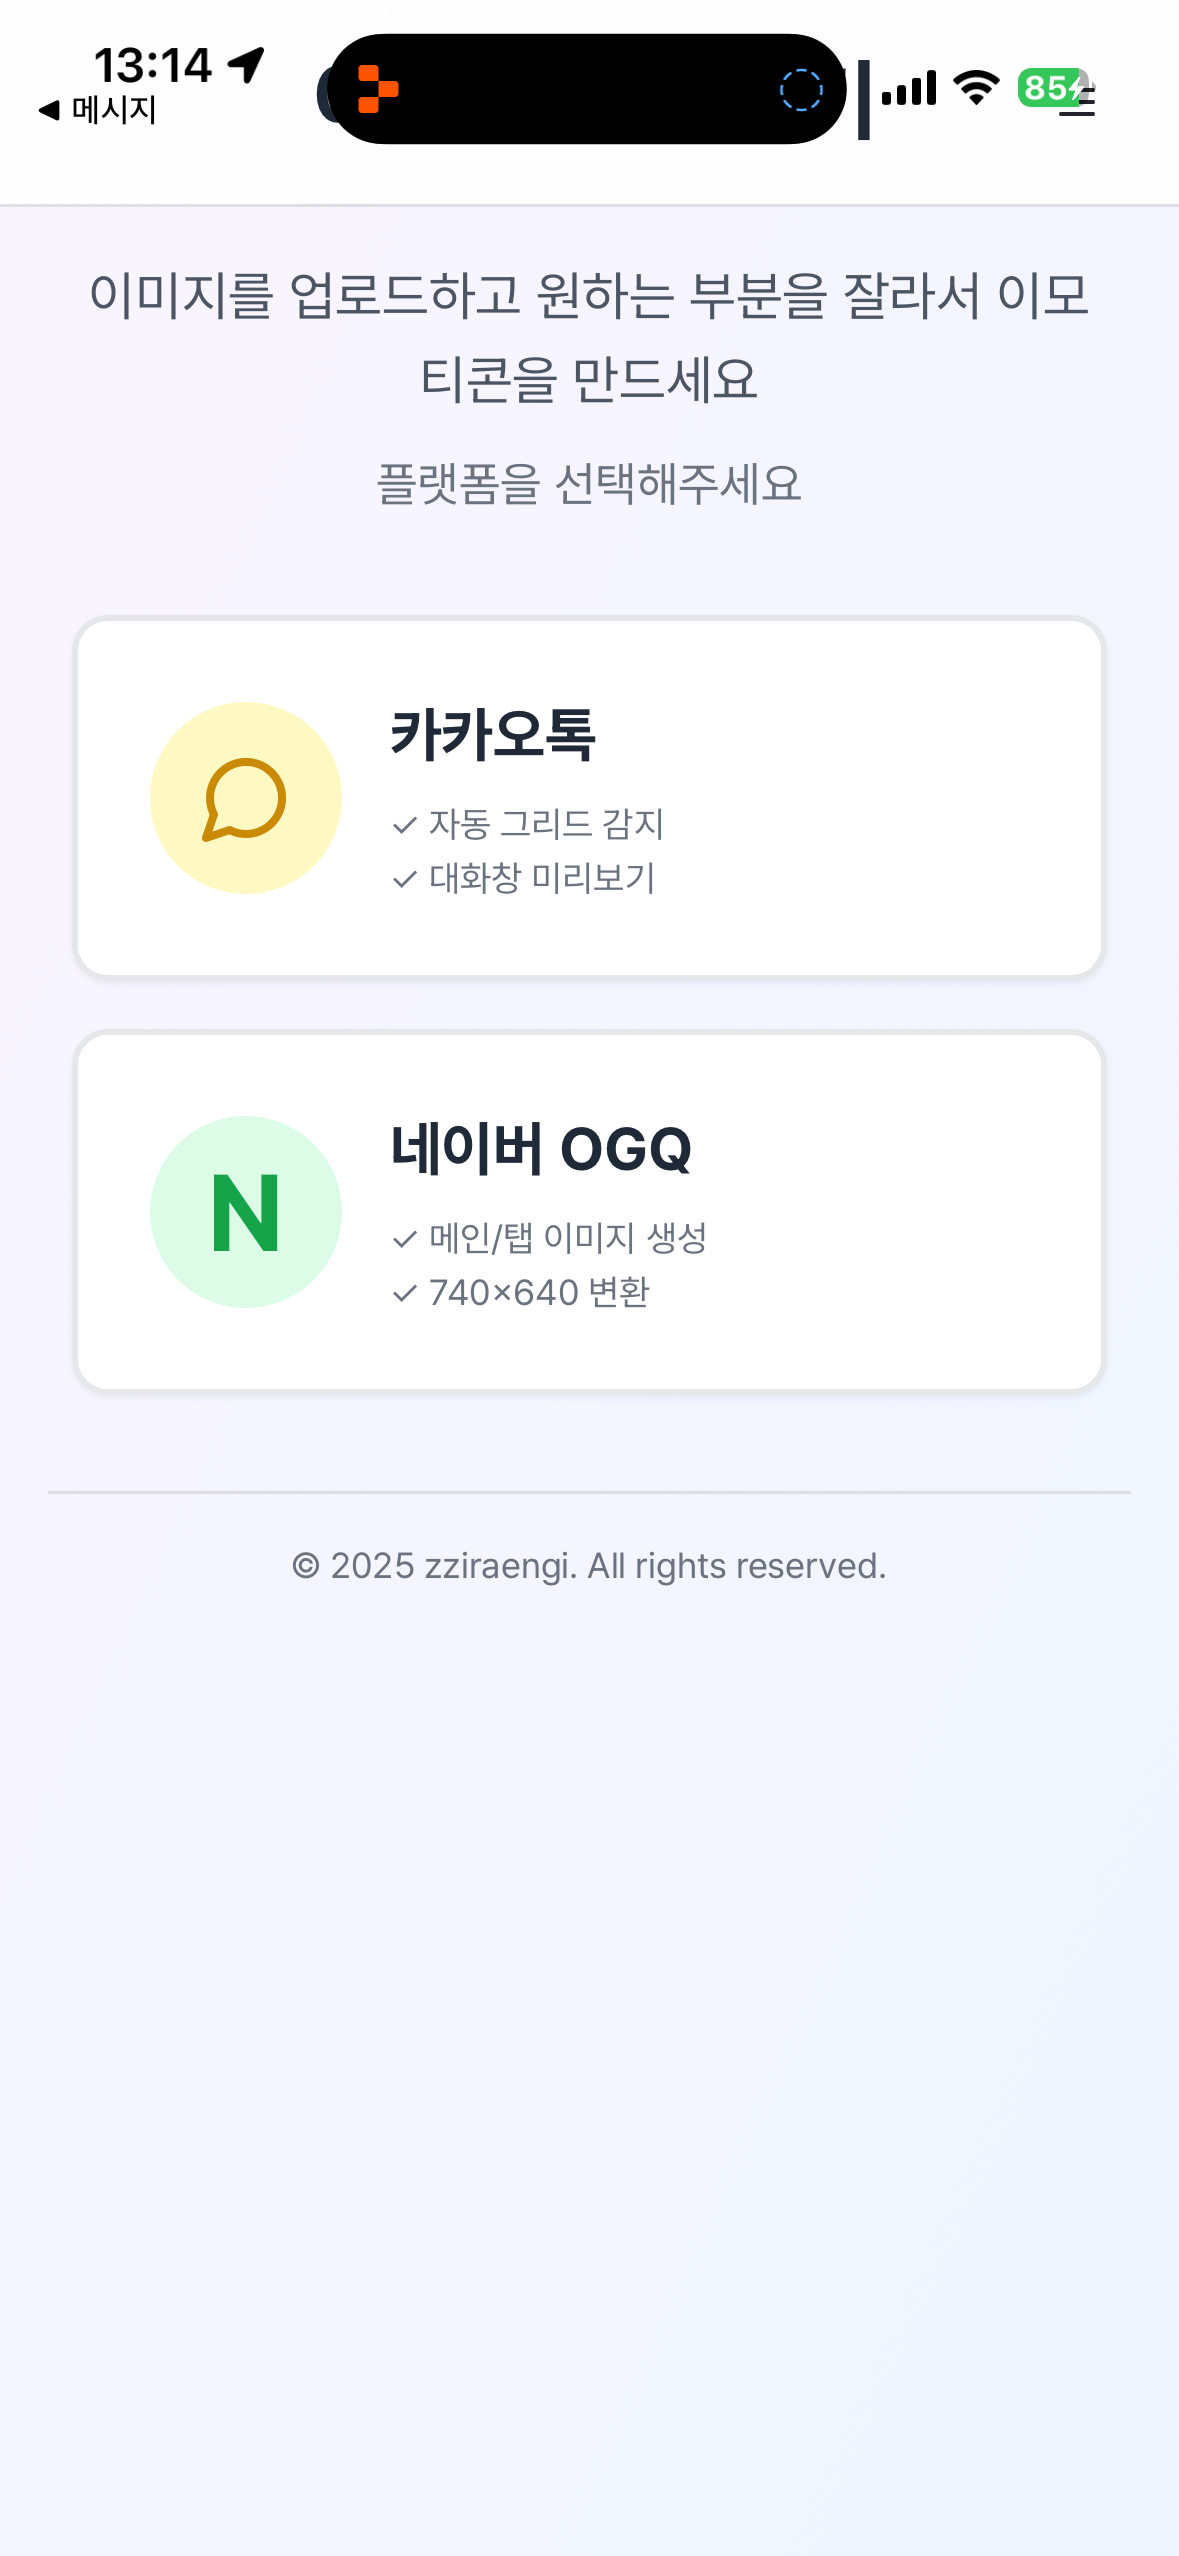 13:14
메시지
85
이미지를 업로드하고 원하는 부분을 잘라서 이모
티콘을 만드세요
플랫폼을 선택해주세요
카카오톡
✓ 자동 그리드 감지
✓ 대화창 미리보기
N
네이버 OGQ
✓ 메인/탭 이미지 생성
✓ 740×640 변환
© 2025 zziraengi. All rights reserved.